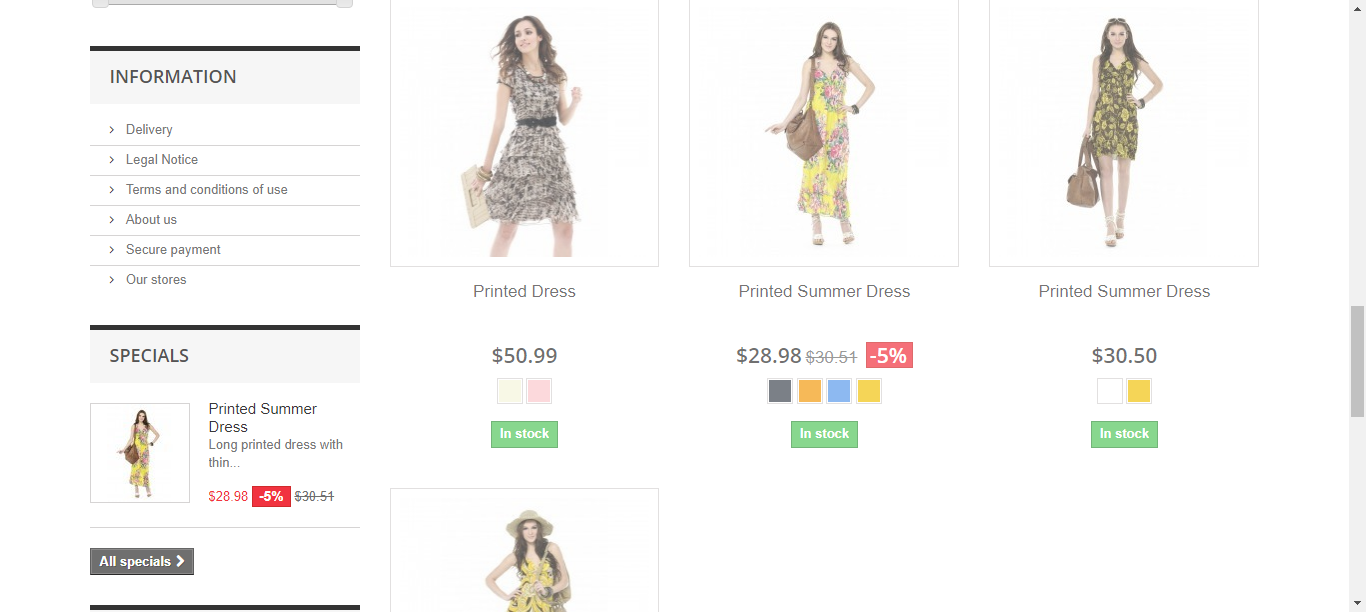 INFORMATION
Delivery
Legal Notice
Terms and conditions of use
About us
Secure payment
Our stores
SPECIALS
Printed Summer
Dress
Long printed dress with
thin...
$28.98 -5% $30.51
All specials
Printed Dress
$50.99
In stock
Printed Summer Dress
$28.98 $30.51 -5%
In stock
Printed Summer Dress
$30.50
In stock